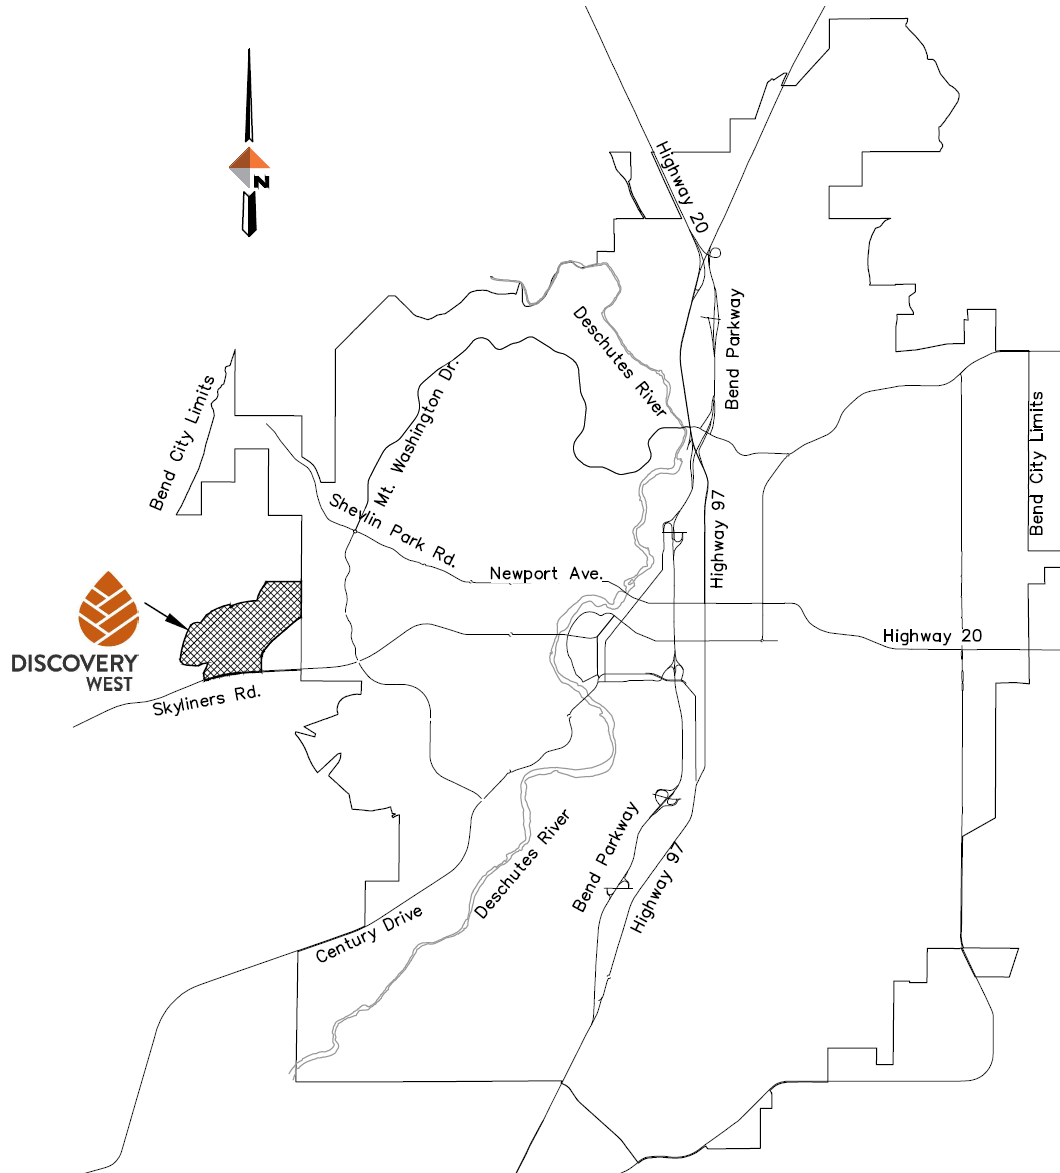 Highway 20
N
Deschutes River
Bend Parkway
Bend City Limits
Mt. Washington Dr.
Bend City Limits
Shevlin Park Rd.
Highway 97
Newport Ave.
DISCOVERY
WEST
Highway 20
Skyliners Rd.
Deschutes River
Bend Parkway
Highway 97
Century Drive